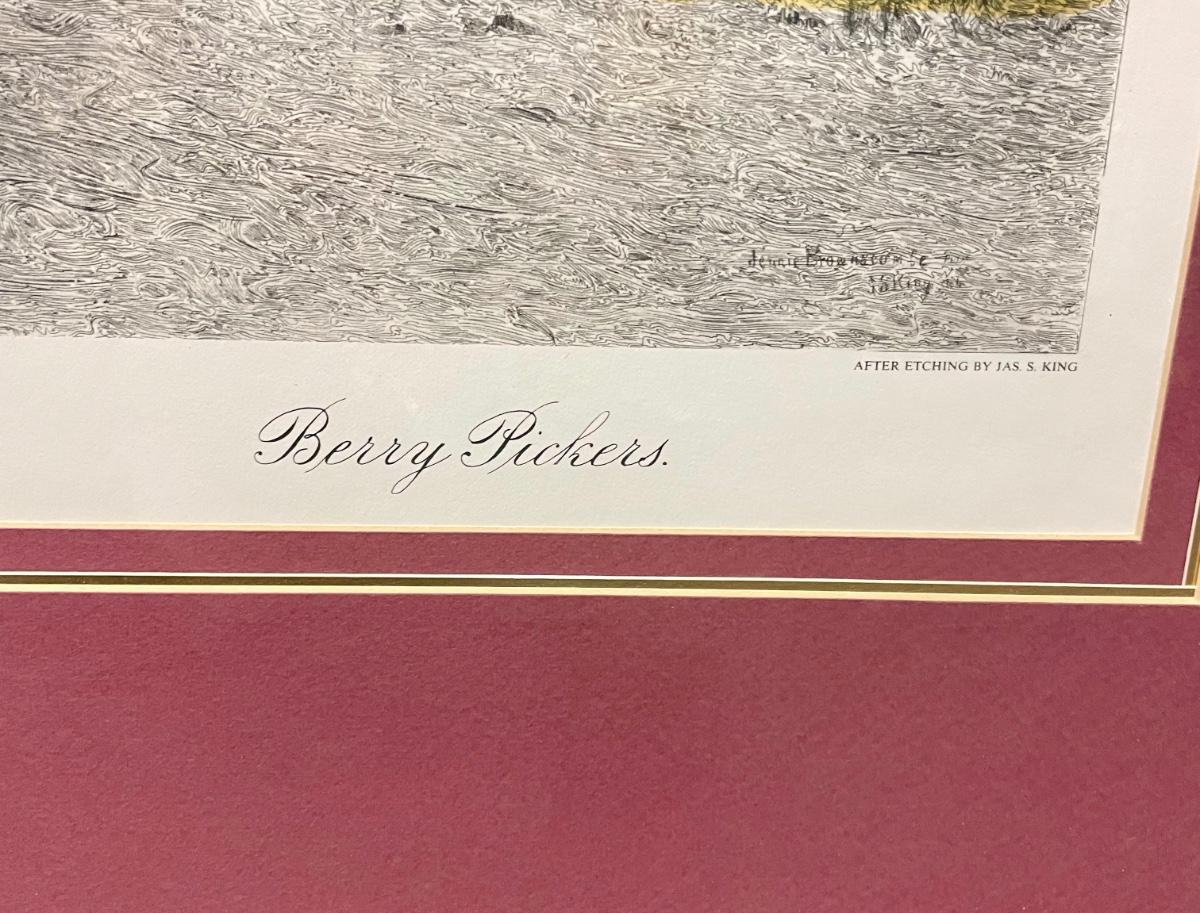 Jennie Brownscombe
JSKing
AFTER ETCHING BY JAS. S. KING
Berry Pickers.